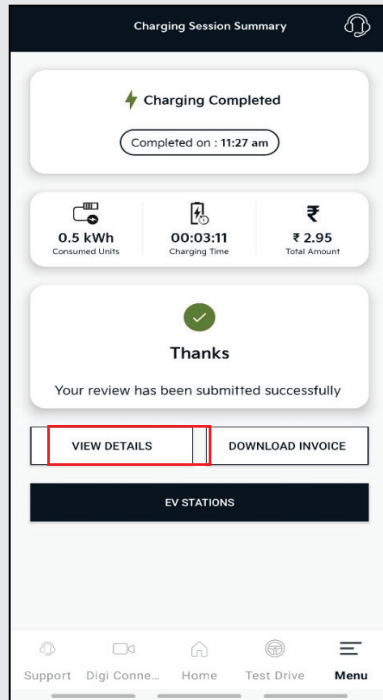 Charging Session Summary
Charging Completed
Completed on : 11:27 am
0.5 kWh 00:03:11 ₹ 2.95
Consumed Units Charging Time Total Amount
₹
Thanks
Your review has been submitted successfully
VIEW DETAILS DOWNLOAD INVOICE
EV STATIONS
Support Digi Conne... Home Test Drive Menu